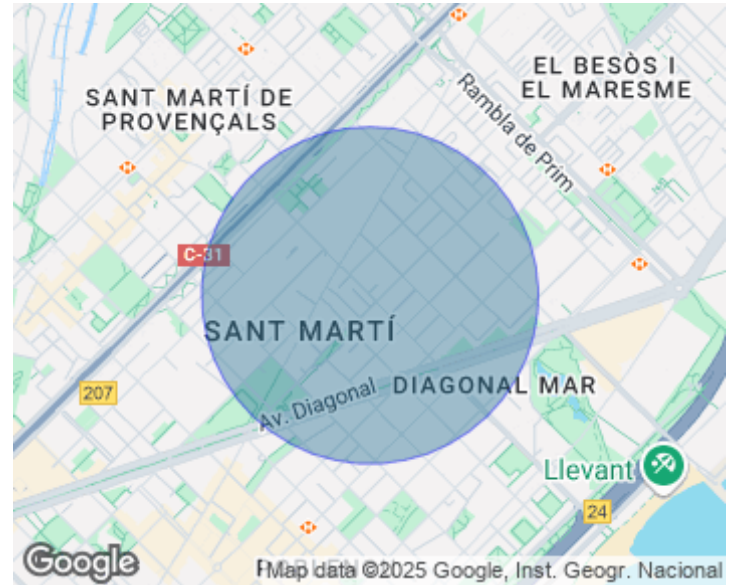 EL BESÒS I
EL MARESME
SANT MARTÍ DE
PROVENÇALS
Rambla de Prim
C-31
SANT MARTÍ
207
Av. Diagonal
DIAGONAL MAR
Llevant
24
Google
Map data ©2025 Google, Inst. Geogr. Nacional